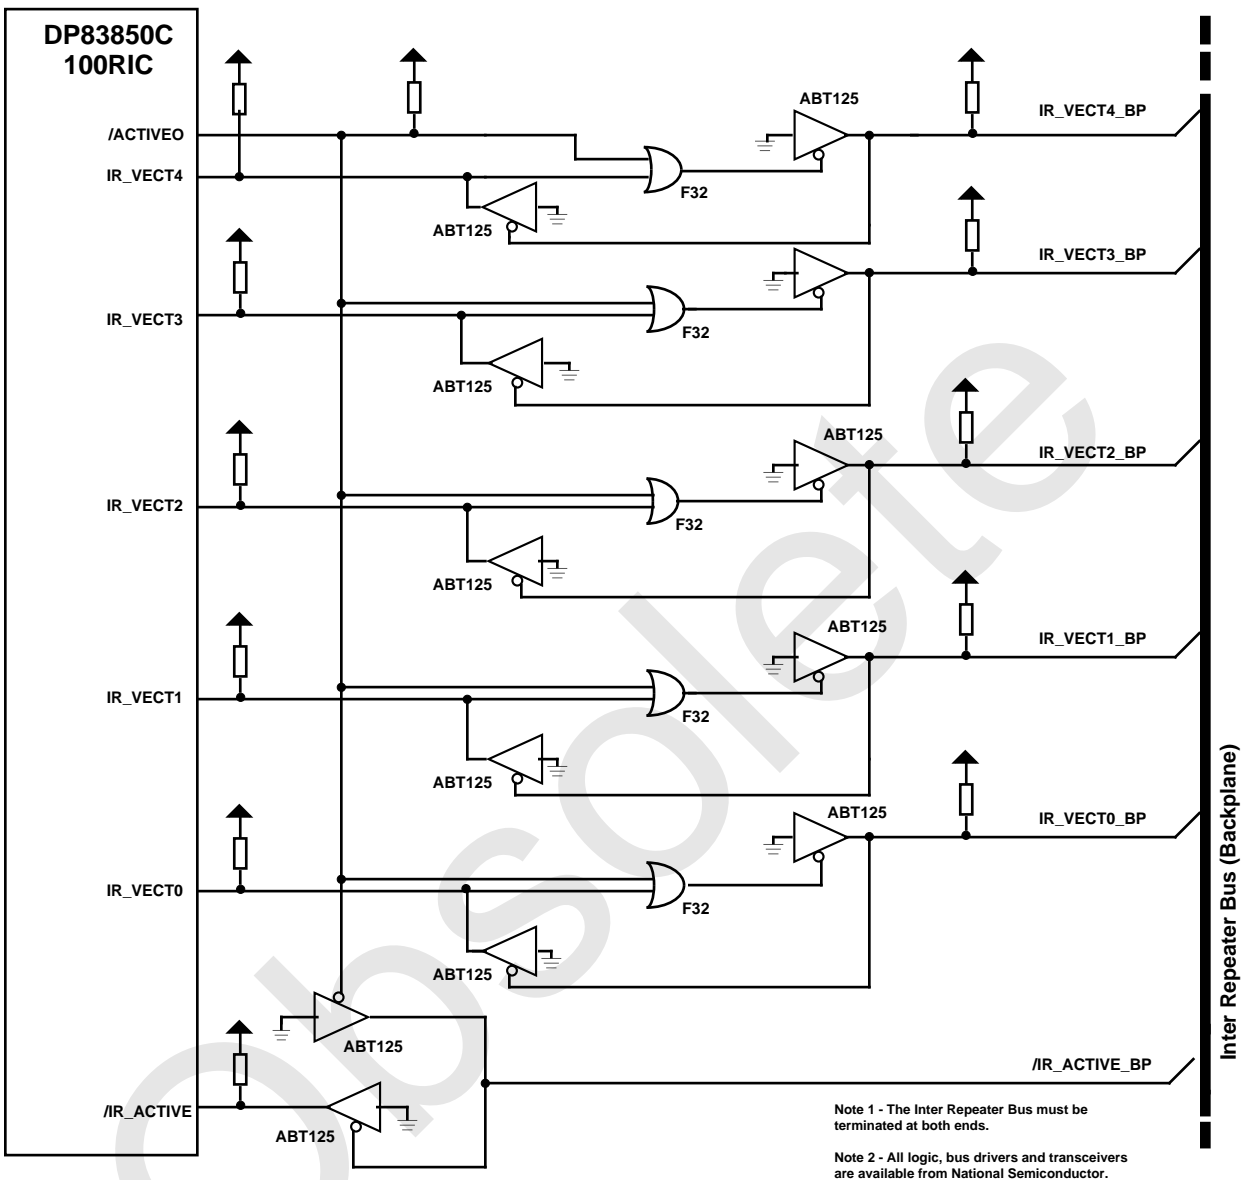 DP83850C
100RIC
ABT125
IR_VECT4_BP
/ACTIVEO
IR_VECT4
F32
ABT125
IR_VECT3_BP
IR_VECT3
F32
ABT125
ABT125
IR_VECT2_BP
IR_VECT2
F32
ABT125
ABT125
IR_VECT1_BP
IR_VECT1
F32
ABT125
ABT125
IR_VECT0_BP
IR_VECT0
F32
ABT125
ABT125
/IR_ACTIVE_BP
/IR_ACTIVE
ABT125
Inter Repeater Bus (Backplane)
Note 1 - The Inter Repeater Bus must be
terminated at both ends.
Note 2 - All logic, bus drivers and transceivers
are available from National Semiconductor.
Obsolete